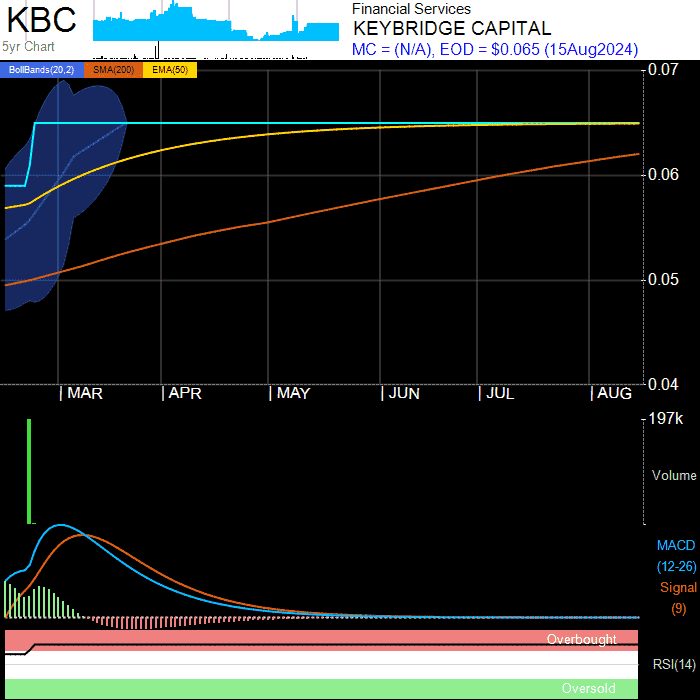 KBC
5yr Chart
Financial Services
KEYBRIDGE CAPITAL
MC = (N/A), EOD = $0.065 (15Aug2024)
BollBands(20,2) SMA(200) EMA(50)
0.07
0.06
0.05
0.04
MAR APR MAY JUN JUL AUG
197k
Volume
MACD
(12-26)
Signal
(9)
Overbought
RSI(14)
Oversold